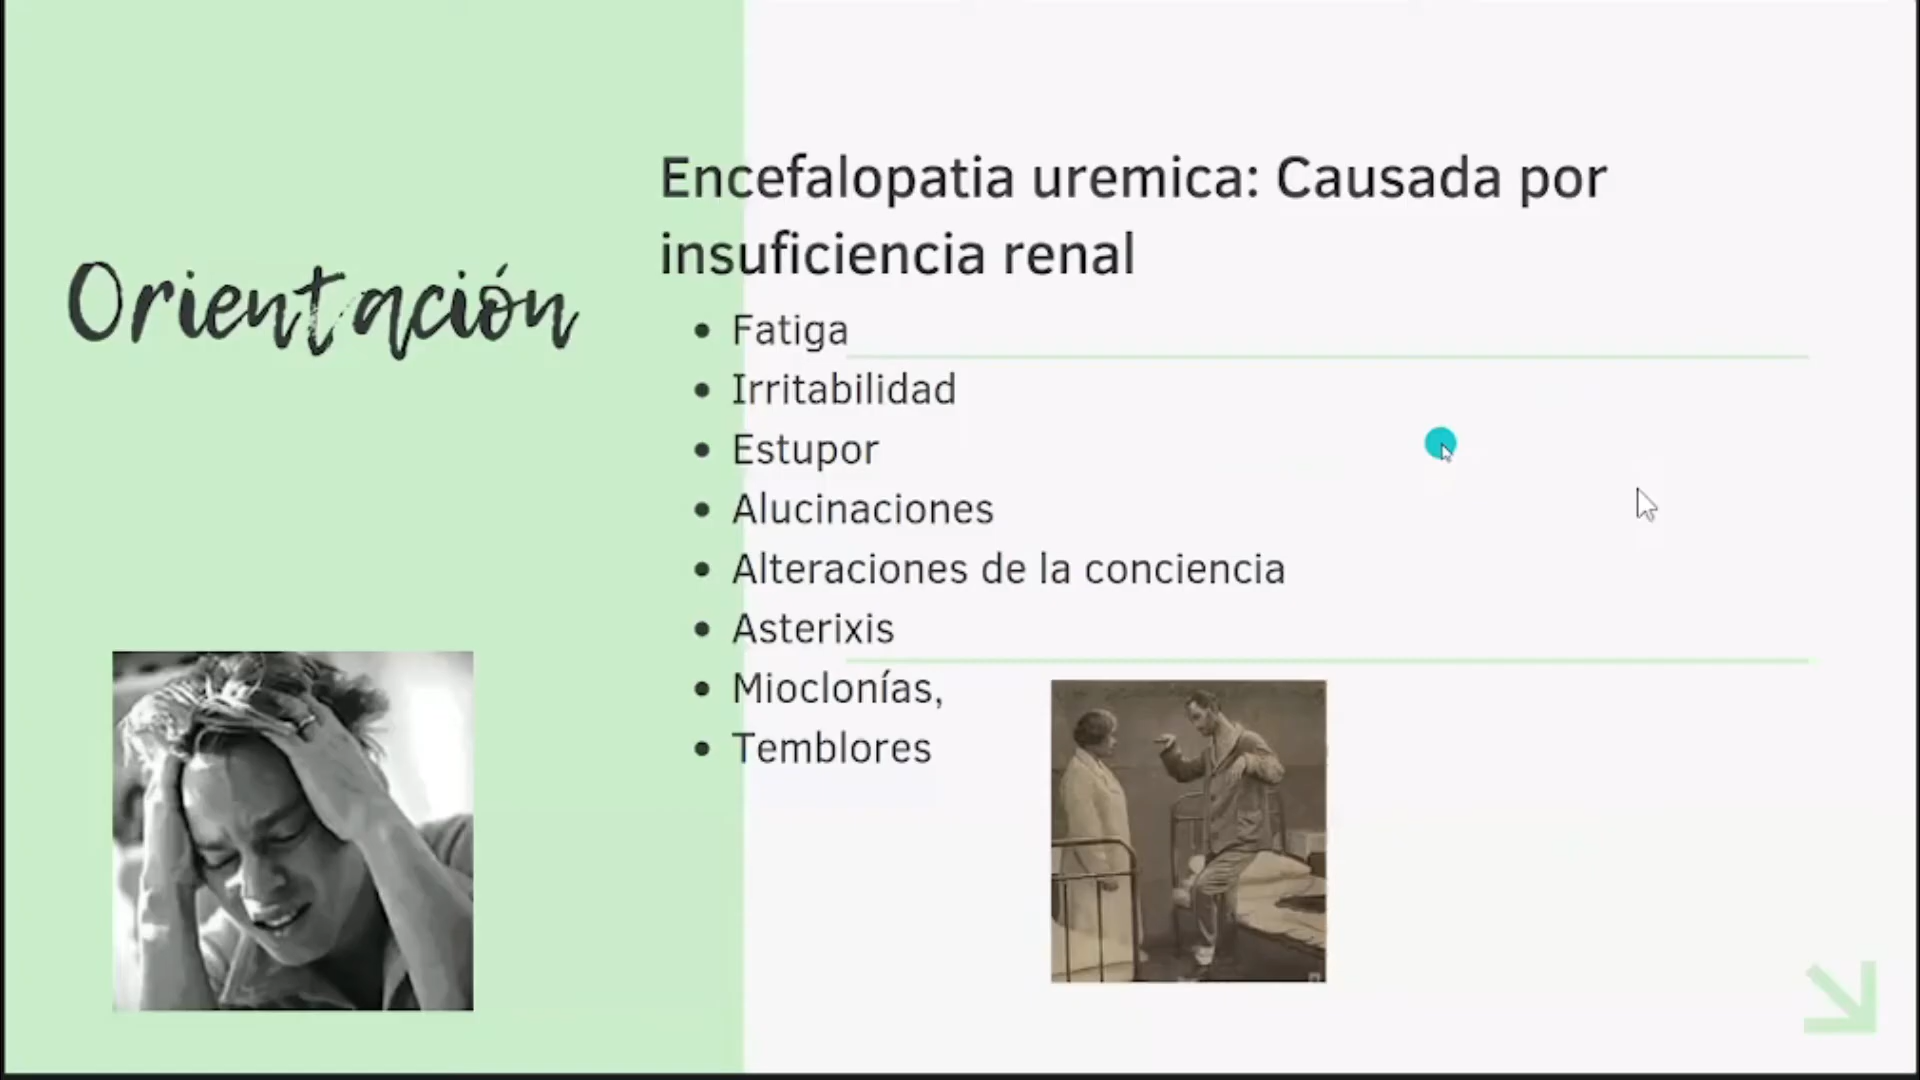 Orientación
Encefalopatia uremica: Causada por
insuficiencia renal
• Fatiga
• Irritabilidad
• Estupor
• Alucinaciones
• Alteraciones de la conciencia
• Asterixis
• Mioclonías,
• Temblores